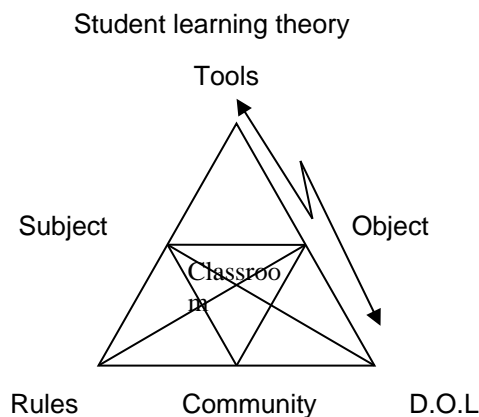 Student learning theory
Tools
Subject
Object
Classroo
m
Rules
Community
D.O.L